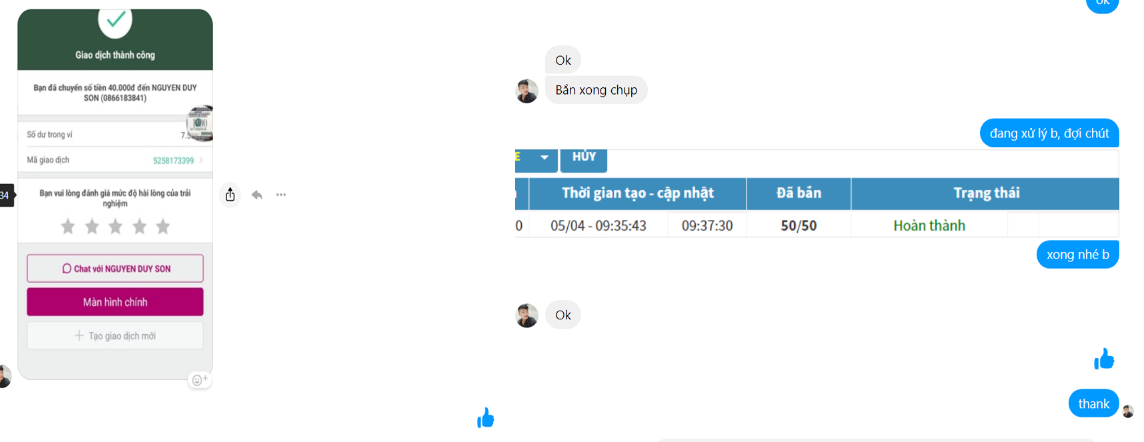 Giao dịch thành công
Bạn đã chuyển số tiền 40.000đ đến NGUYEN DUY
SON (0866183841)
Số dư trong ví
7.5
Mã giao dịch
5258173399
34
Bạn vui lòng đánh giá mức độ hài lòng của trải
nghiệm
Chat với NGUYEN DUY SON
Màn hình chính
Tạo giao dịch mới
ok
Ok
Bắn xong chụp
đang xử lý b, đợi chút
HỦY
Thời gian tạo - cập nhật
Đã bắn
Trạng thái
0
05/04 - 09:35:43
09:37:30
50/50
Hoàn thành
xong nhé b
Ok
thank